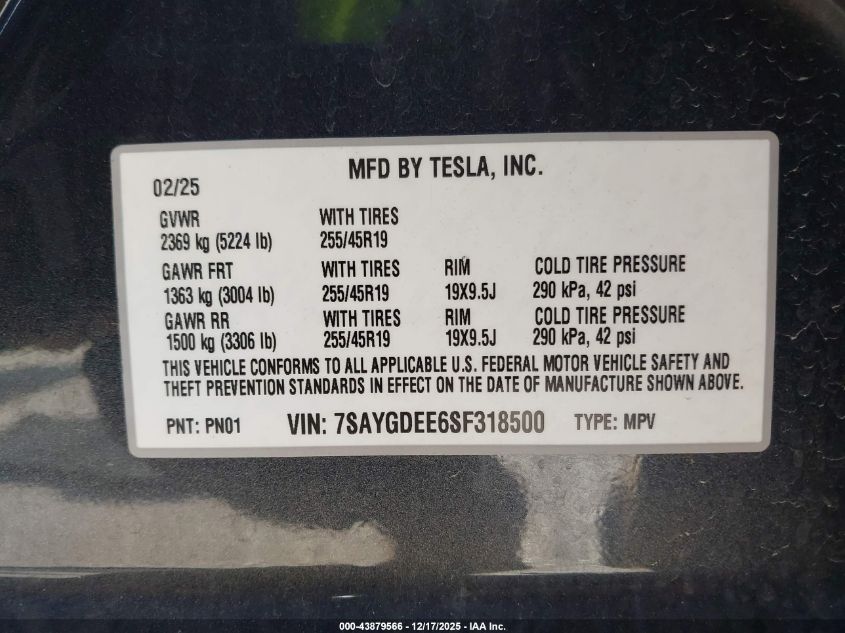 MFD BY TESLA, INC.
02/25
GVWR WITH TIRES
2369 kg (5224 lb) 255/45R19
GAWR FRT WITH TIRES RIM COLD TIRE PRESSURE
1363 kg (3004 lb) 255/45R19 19X9.5J 290 kPa, 42 psi
GAWR RR WITH TIRES RIM COLD TIRE PRESSURE
1500 kg (3306 lb) 255/45R19 19X9.5J 290 kPa, 42 psi
THIS VEHICLE CONFORMS TO ALL APPLICABLE U.S. FEDERAL MOTOR VEHICLE SAFETY AND
THEFT PREVENTION STANDARDS IN EFFECT ON THE DATE OF MANUFACTURE SHOWN ABOVE.
PNT: PN01 VIN: 7SAYGDEE6SF318500 TYPE: MPV
000-43879566 — 12/17/2025 — IAA Inc.